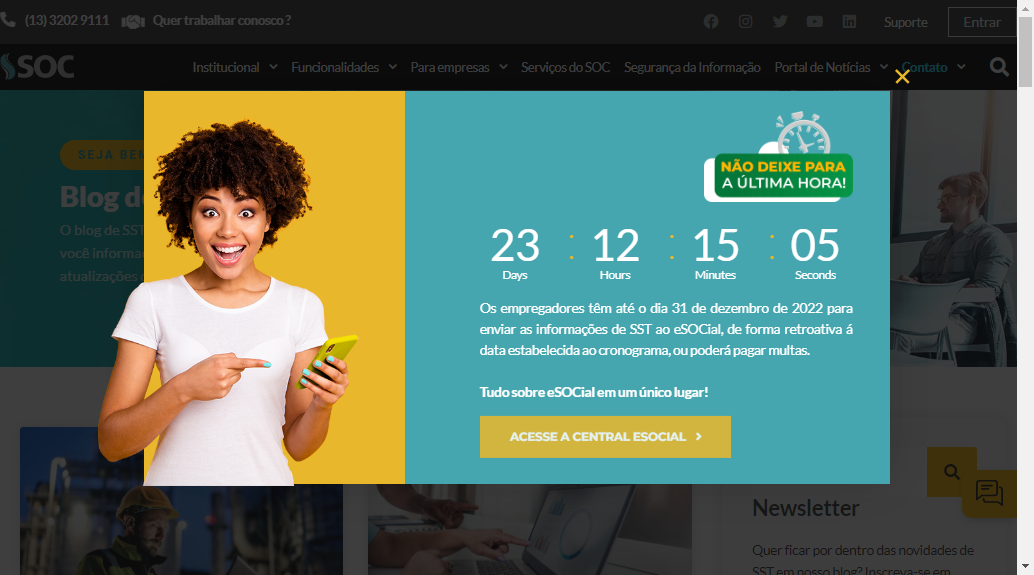 (13) 3202 9111 Quer trabalhar conosco ?
Suporte
Entrar
SOC
Institucional Funcionalidades Para empresas Serviços do SOC Segurança da Informação Portal de Notícias Contato
SEJA BEM
Blog d
O blog de SST
você informa
atualizações
NÃO DEIXE PARA
A ÚLTIMA HORA!
23 : 12 : 15 : 05
Days Hours Minutes Seconds
Os empregadores têm até o dia 31 de dezembro de 2022 para
enviar as informações de SST ao eSOCial, de forma retroativa á
data estabelecida ao cronograma, ou poderá pagar multas.
Tudo sobre eSOCial em um único lugar!
ACESSE A CENTRAL ESOCIAL
Newsletter
Quer ficar por dentro das novidades de
SST em nosso blog? Inscreva-se em